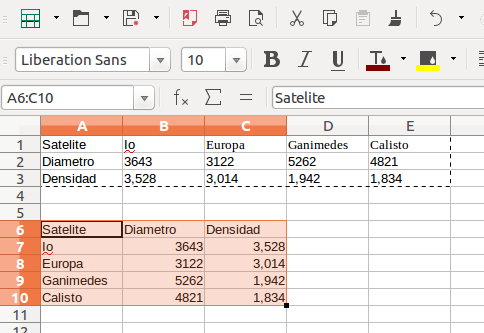 Liberation Sans 10 B I U T
A6:C10 fx Σ = Satelite
A B C D E
1 Satelite Io Europa Ganimedes Calisto
2 Diametro 3643 3122 5262 4821
3 Densidad 3,528 3,014 1,942 1,834
4
5
6 Satelite Diametro Densidad
7 Io 3643 3,528
8 Europa 3122 3,014
9 Ganimedes 5262 1,942
10 Calisto 4821 1,834
11
12